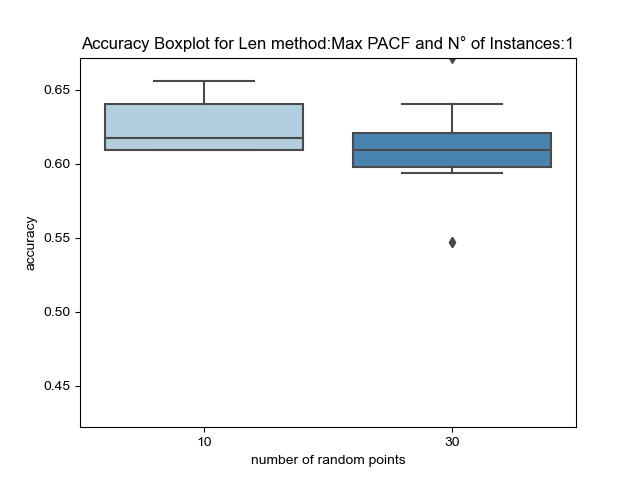 Accuracy Boxplot for Len method:Max PACF and N° of Instances:1
0.65
0.60
0.55
0.50
0.45
accuracy
10
30
number of random points